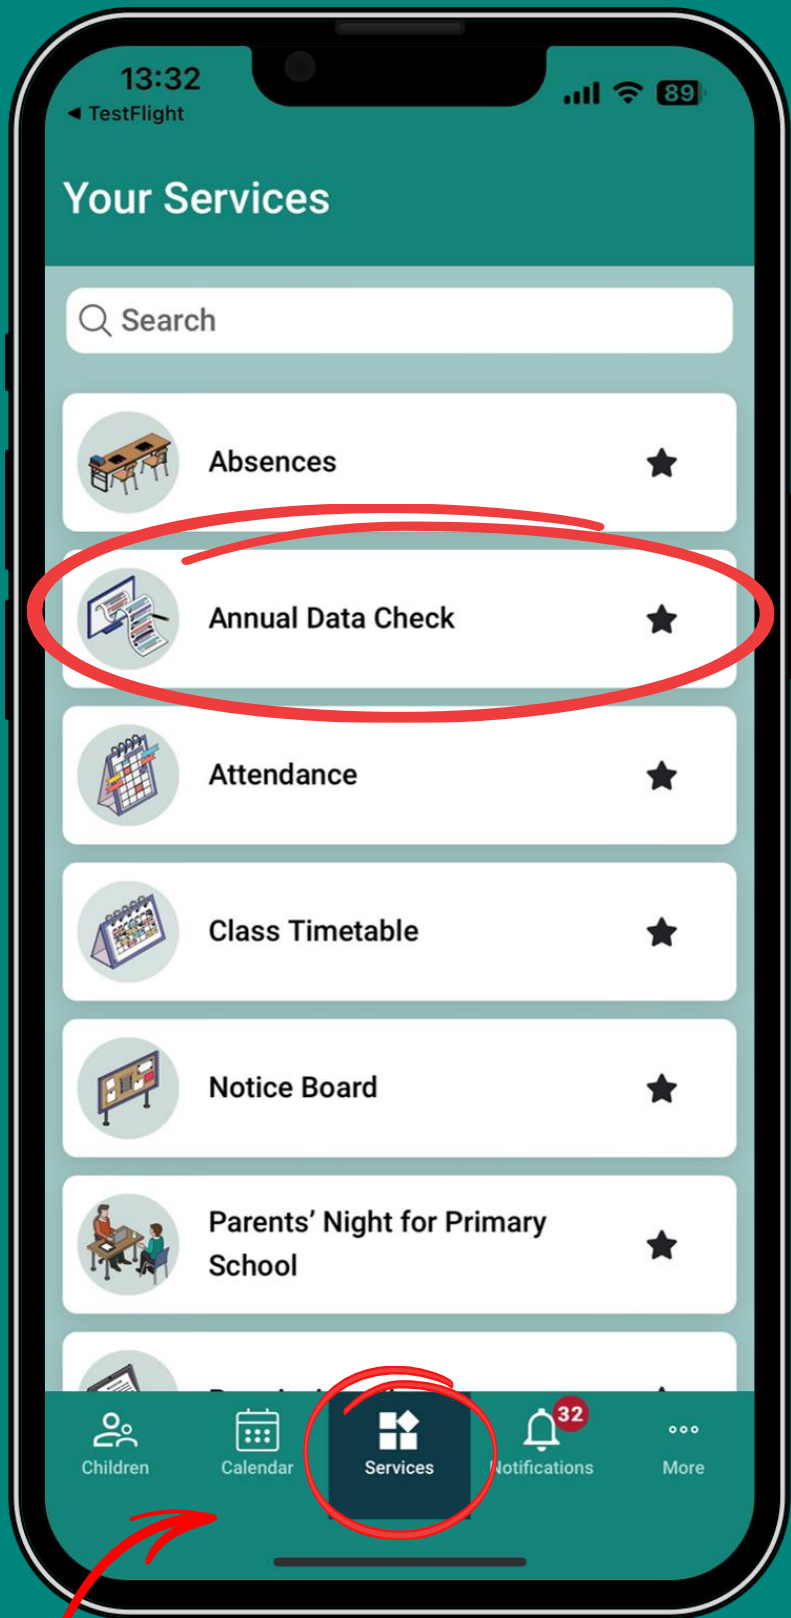 13:32
◀ TestFlight
89
Your Services
Search
Absences
Annual Data Check
Attendance
Class Timetable
Notice Board
Parents’ Night for Primary
School
Children
Calendar
Services
32
Notifications
More